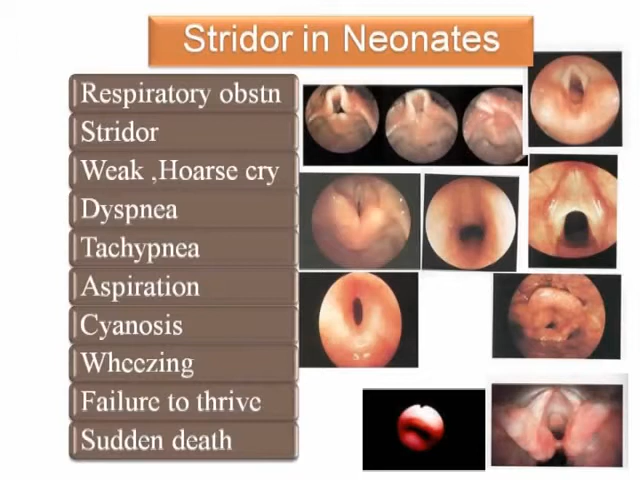 Stridor in Neonates
Respiratory obstn
Stridor
Weak ,Hoarse cry
Dyspnea
Tachypnea
Aspiration
Cyanosis
Wheezing
Failure to thrive
Sudden death